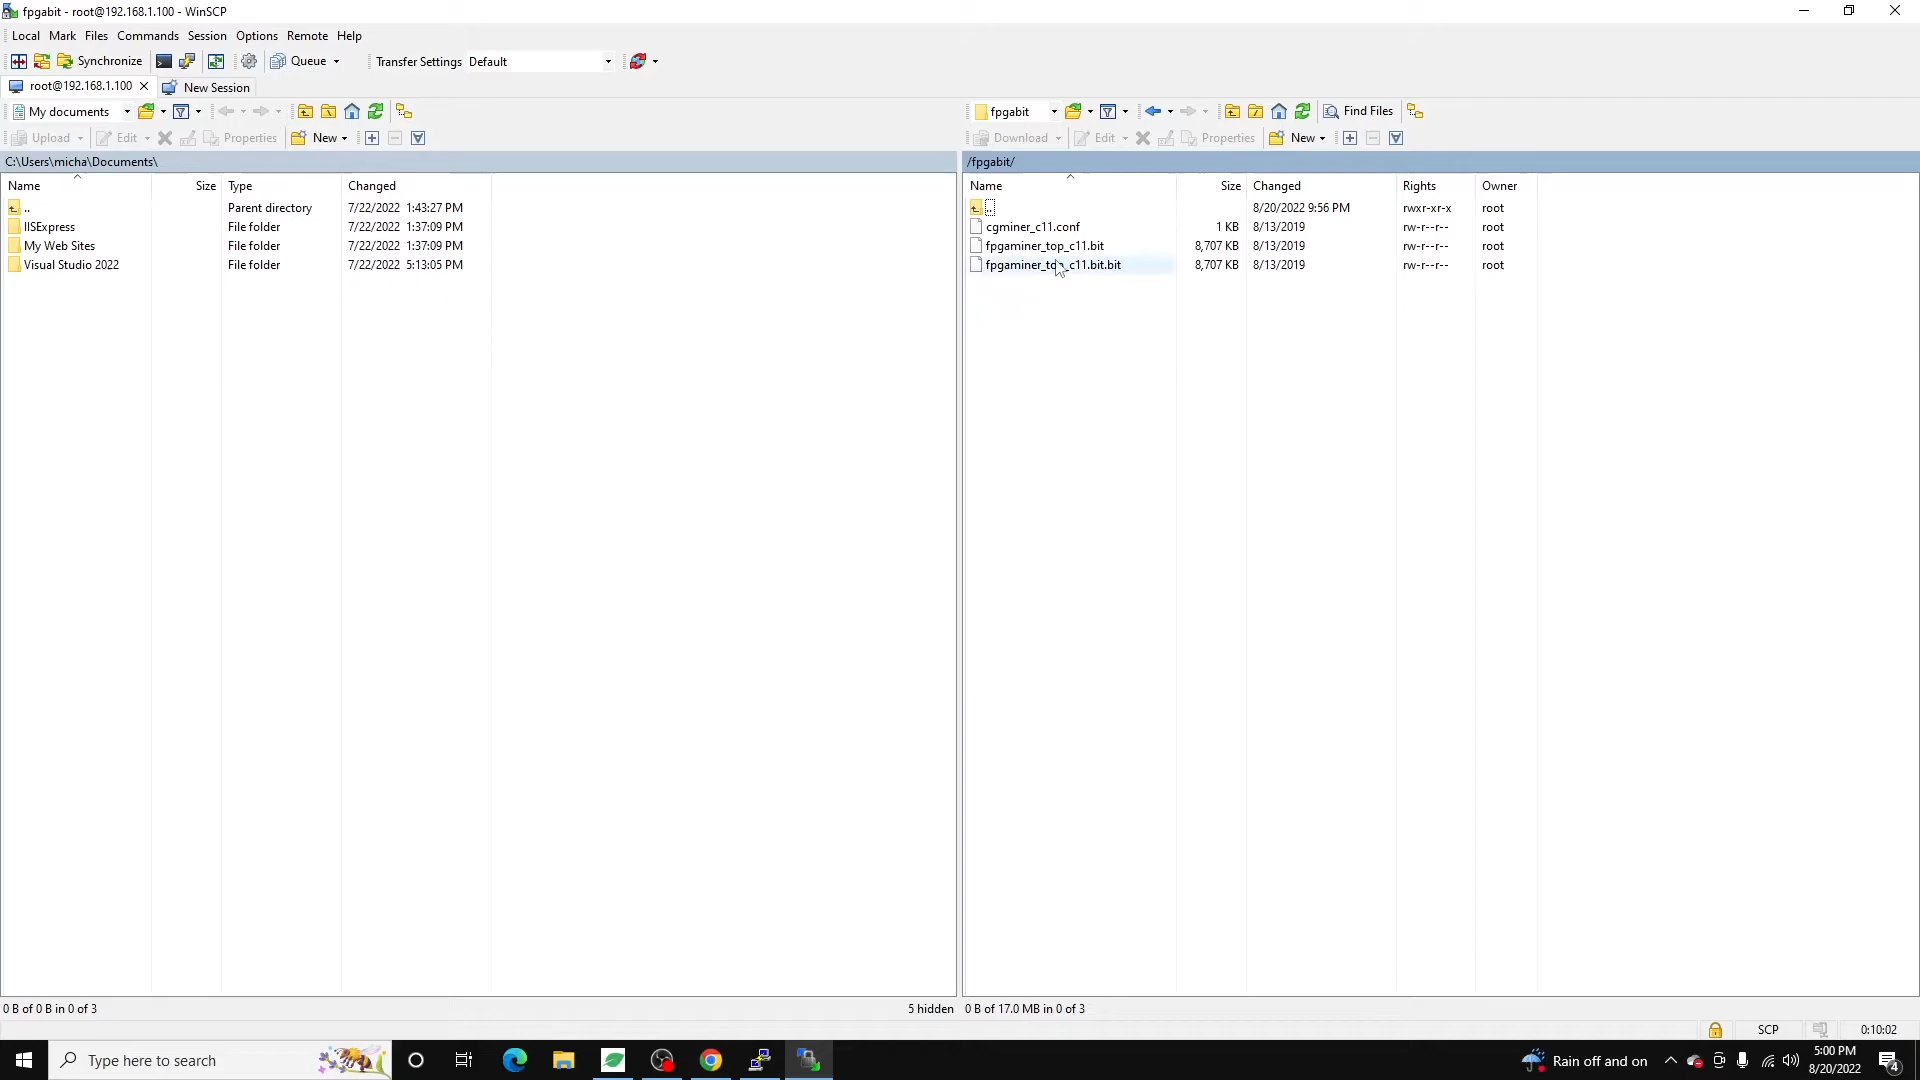 fpgabit - root@192.168.1.100 - WinSCP
Local Mark Files Commands Session Options Remote Help
Synchronize Queue Transfer Settings Default
root@192.168.1.100 New Session
My documents fpgabit Find Files
Upload Edit Properties New Download Edit Properties New
C:\Users\micha\Documents\ /fpgabit/
Name Size Type Changed Name Size Changed Rights Owner
.. Parent directory 7/22/2022 1:43:27 PM .. 8/20/2022 9:56 PM rwxr-xr-x root
IISExpress File folder 7/22/2022 1:37:09 PM cgminer_c11.conf 1 KB 8/13/2019 rw-r--r-- root
My Web Sites File folder 7/22/2022 1:37:09 PM fpgaminer_top_c11.bit 8,707 KB 8/13/2019 rw-r--r-- root
Visual Studio 2022 File folder 7/22/2022 5:13:05 PM fpgaminer_top_c11.bit.bit 8,707 KB 8/13/2019 rw-r--r-- root
0 B of 0 B in 0 of 3 5 hidden 0 B of 17.0 MB in 0 of 3
SCP 0:10:02
Type here to search Rain off and on 5:00 PM
8/20/2022 4